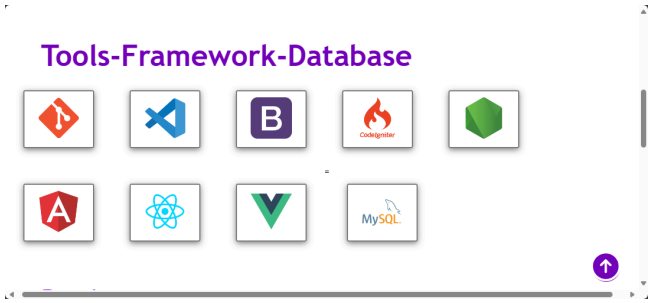 Tools-Framework-Database
B
CodeIgniter
=
A
MySQL